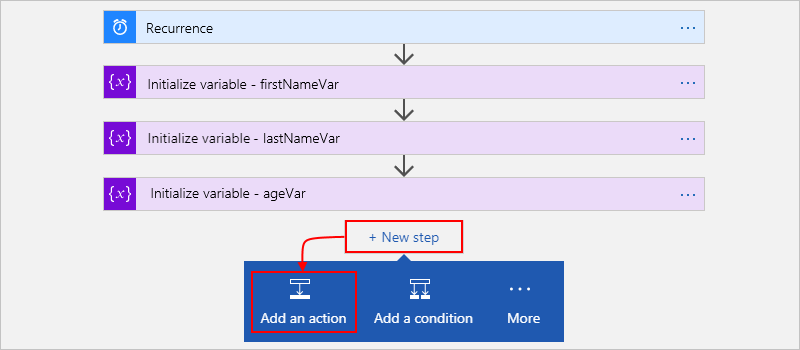 Recurrence
{x} Initialize variable - firstNameVar
{x} Initialize variable - lastNameVar
{x} Initialize variable - ageVar
+ New step
Add an action Add a condition More